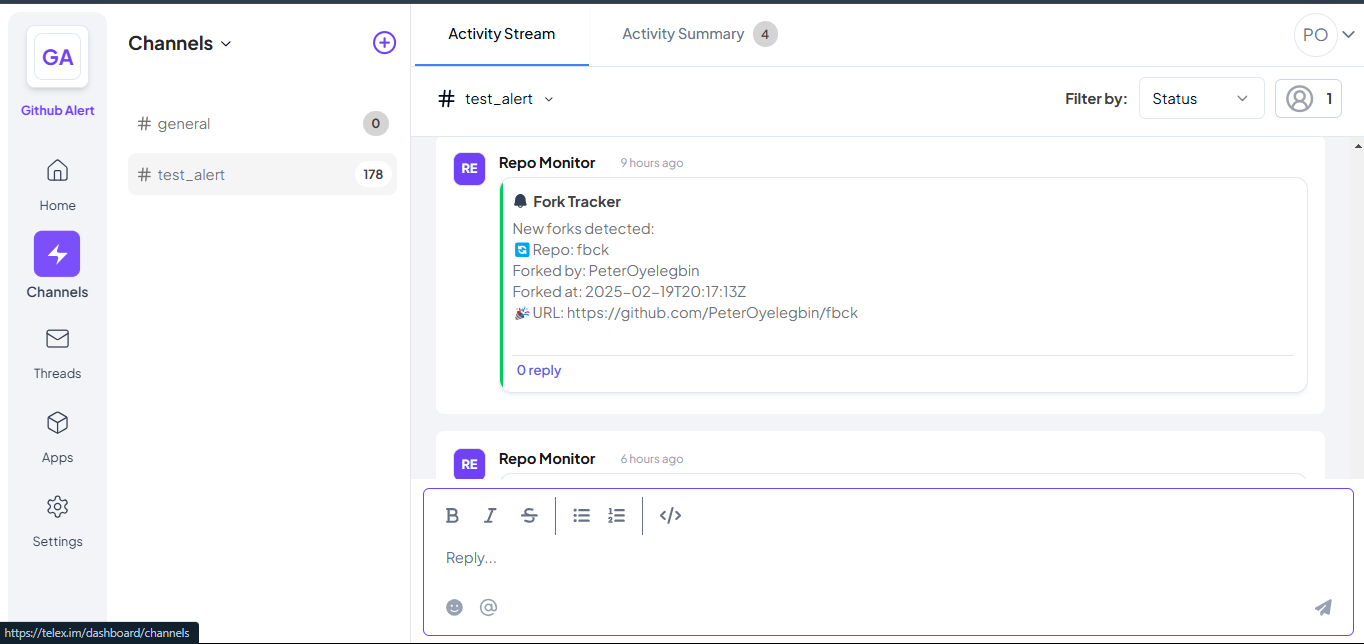 GA
Github Alert
Home
Channels
Threads
Apps
Settings
Channels
# general 0
# test_alert 178
Activity Stream
Activity Summary 4
PO
# test_alert
Filter by: Status 1
RE Repo Monitor 9 hours ago
Fork Tracker
New forks detected:
Repo: fbck
Forked by: PeterOyelegbin
Forked at: 2025-02-19T20:17:13Z
URL: https://github.com/PeterOyelegbin/fbck
0 reply
RE Repo Monitor 6 hours ago
B I S </>
Reply...
@
https://telex.im/dashboard/channels